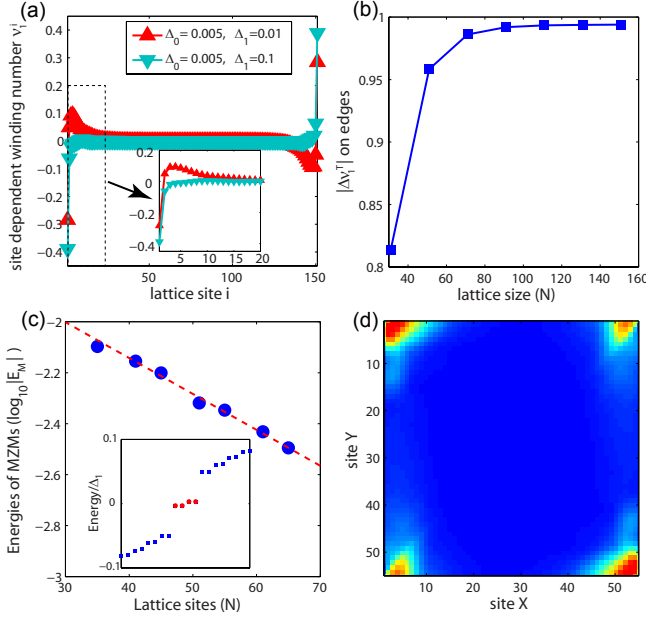 (a)
site dependent winding number ν_i
0.4
0.3
0.2
0.1
0
−0.1
−0.2
−0.3
−0.4
Δ₀ = 0.005, Δ₁ = 0.01
Δ₀ = 0.005, Δ₁ = 0.1
0.2
0
−0.2
−0.4
5 10 15 20
50 100 150
lattice site i
(b)
|Δν_i^T| on edges
1
0.95
0.9
0.85
0.8
40 60 80 100 120 140 160
lattice size (N)
(c)
Energies of MZMs (log₁₀|E_M| )
−2
−2.2
−2.4
−2.6
−2.8
−3
Energy/Δ₁
0.1
0
−0.1
30 40 50 60 70
Lattice sites (N)
(d)
site Y
10
20
30
40
50
10 20 30 40 50
site X